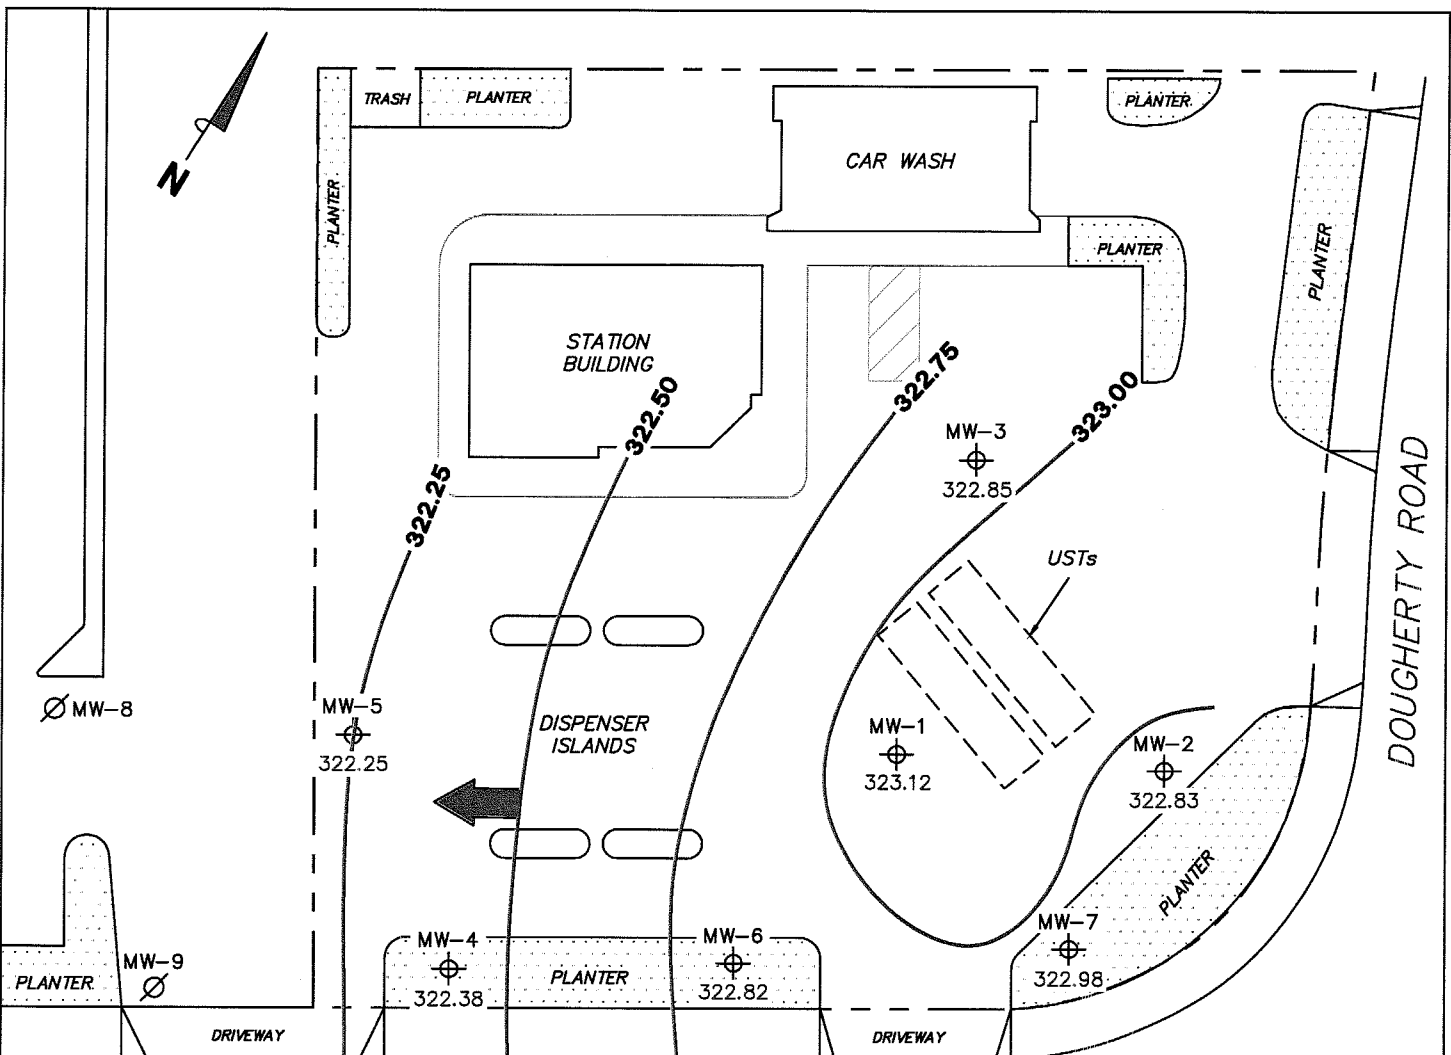 TRASH
PLANTER
PLANTER
N
CAR WASH
PLANTER
PLANTER
PLANTER
STATION
BUILDING
322.75
322.50
323.00
MW-3
322.85
322.25
USTs
DOUGHERTY ROAD
MW-8
MW-5
322.25
DISPENSER
ISLANDS
MW-1
323.12
MW-2
322.83
PLANTER
MW-4
322.38
MW-6
322.82
MW-7
322.98
MW-9
PLANTER
PLANTER
DRIVEWAY
DRIVEWAY